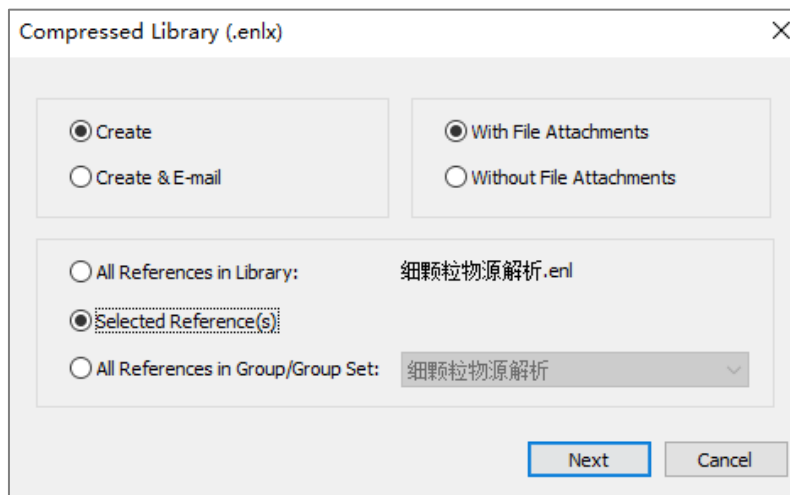 Compressed Library (.enlx)
Create
Create & E-mail
With File Attachments
Without File Attachments
All References in Library: 细颗粒物源解析.enl
Selected Reference(s)
All References in Group/Group Set: 细颗粒物源解析
Next Cancel